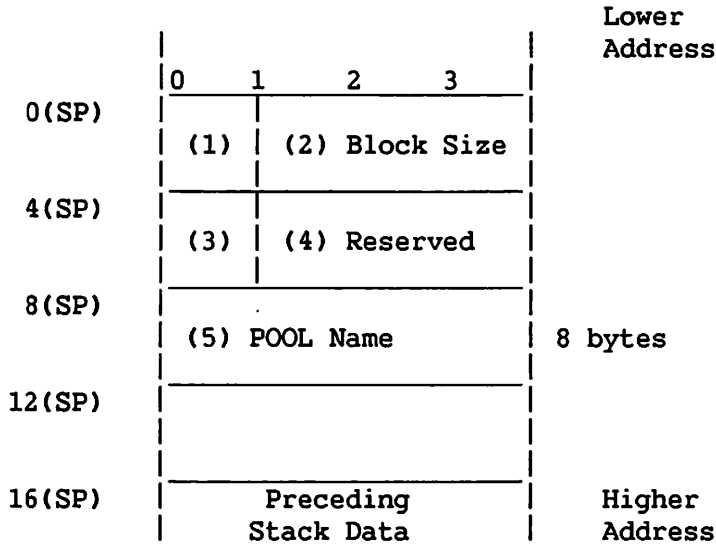 Lower
Address
0 1 2 3
0(SP)
(1) (2) Block Size
4(SP)
(3) (4) Reserved
8(SP)
(5) POOL Name 8 bytes
12(SP)
16(SP) Preceding Higher
Stack Data Address